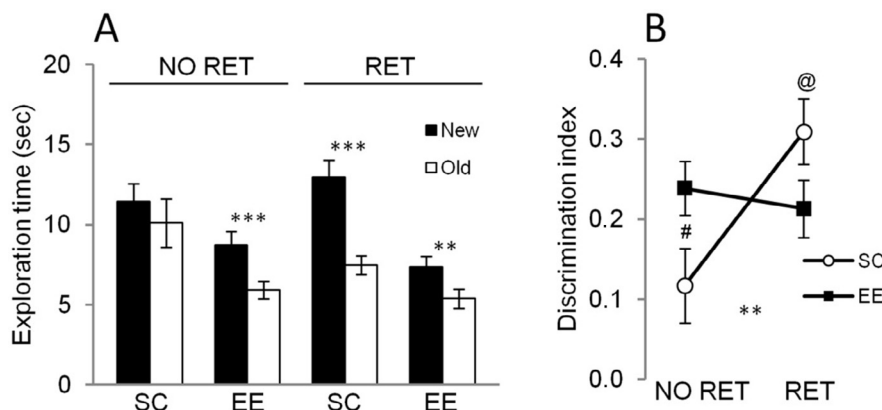 A
NO RET RET
20
15
10
5
0
Exploration time (sec)
New
Old
***
***
**
SC EE SC EE
B
0.4
0.3
0.2
0.1
0.0
Discrimination index
@
#
**
SC
EE
NO RET RET